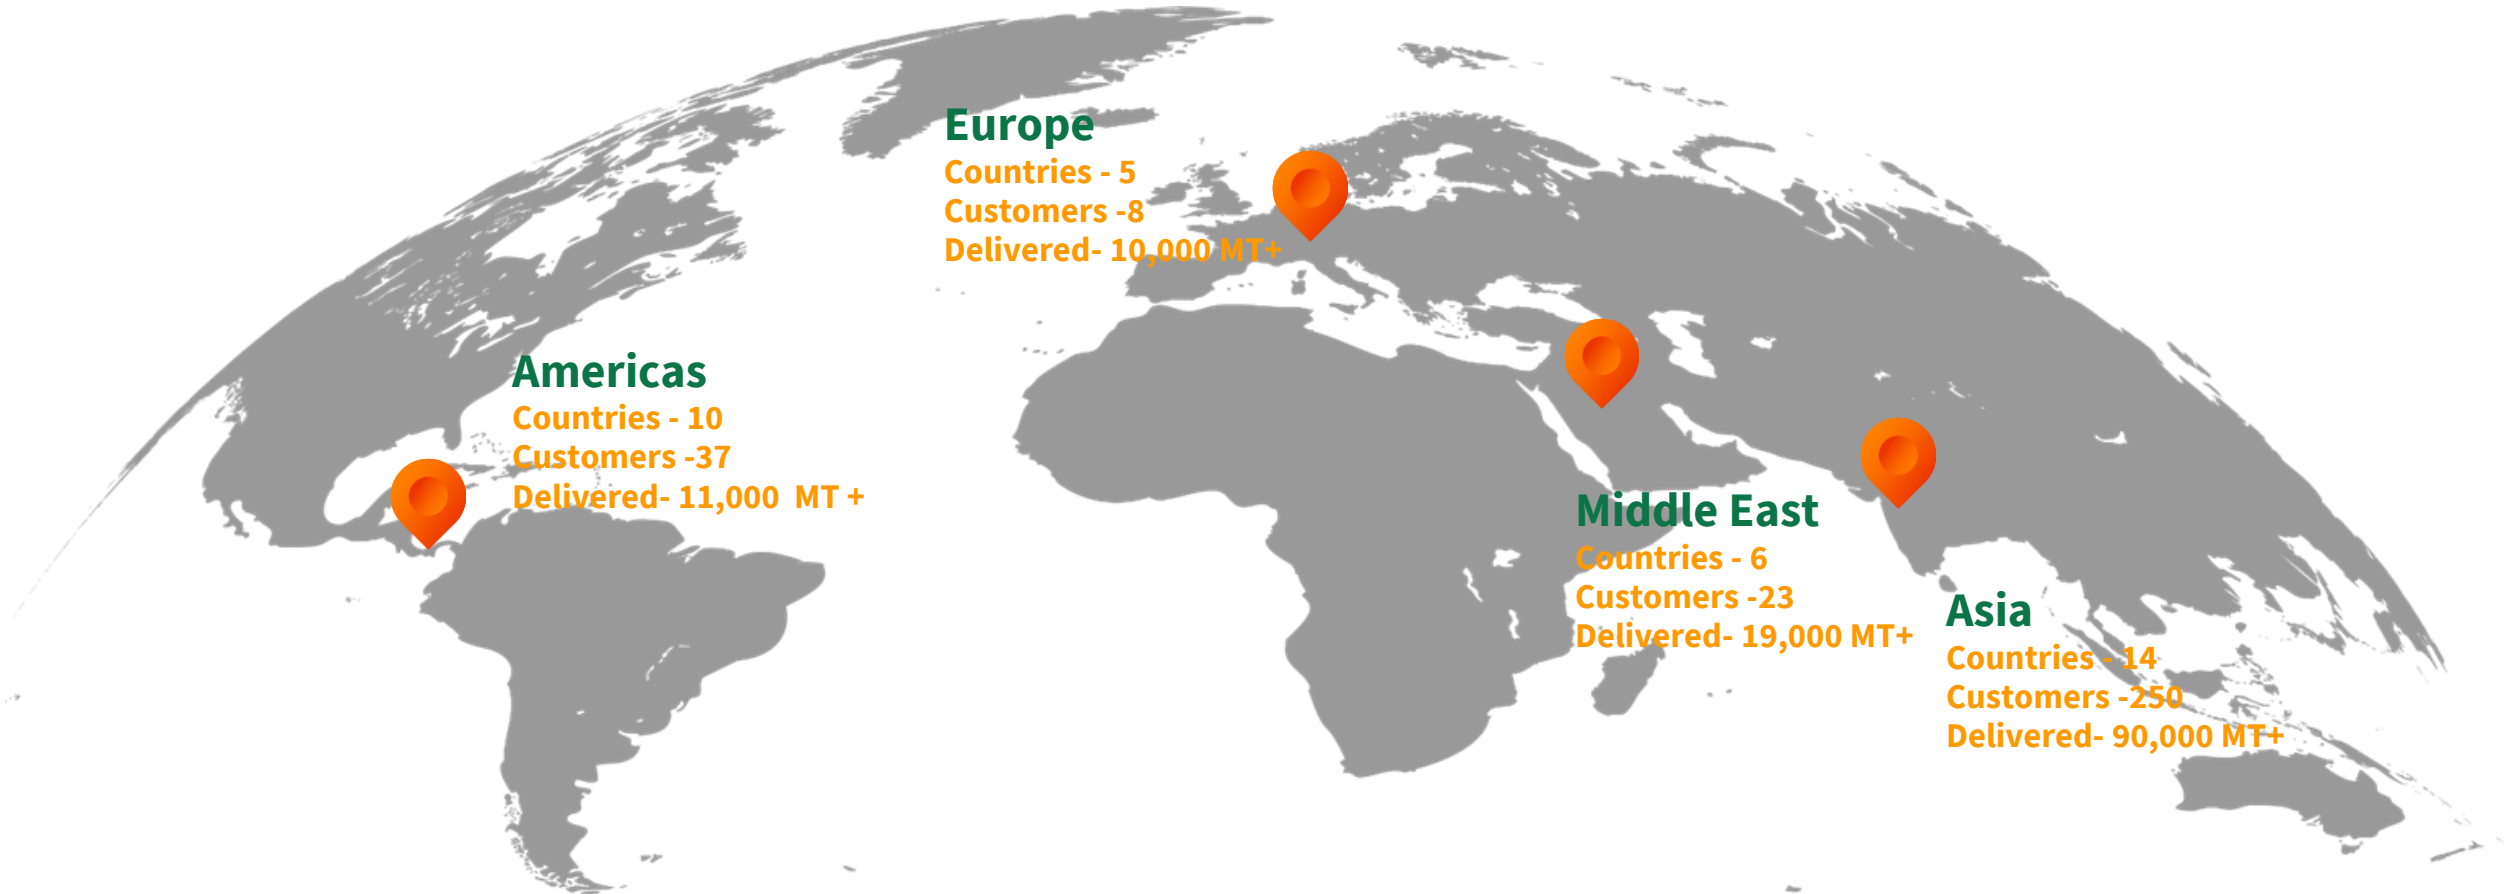 Europe
Countries - 5
Customers -8
Delivered- 10,000 MT+
Americas
Countries - 10
Customers -37
Delivered- 11,000  MT +
Middle East
Countries - 6
Customers -23
Delivered- 19,000 MT+
Asia
Countries - 14
Customers -250
Delivered- 90,000 MT+